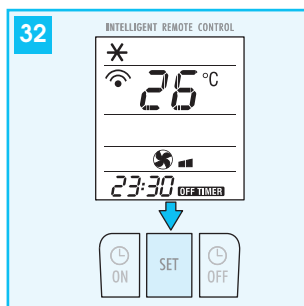 32
INTELLIGENT REMOTE CONTROL
26°C
23:30 OFF TIMER
ON SET OFF